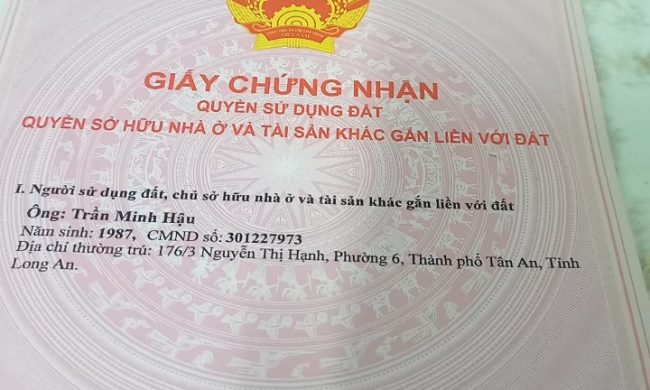 VIỆT NAM
GIẤY CHỨNG NHẬN
QUYỀN SỬ DỤNG ĐẤT
QUYỀN SỞ HỮU NHÀ Ở VÀ TÀI SẢN KHÁC GẮN LIỀN VỚI ĐẤT
I. Người sử dụng đất, chủ sở hữu nhà ở và tài sản khác gắn liền với đất
Ông: Trần Minh Hậu
Năm sinh: 1987, CMND số: 301227973
Địa chỉ thường trú: 176/3 Nguyễn Thị Hạnh, Phường 6, Thành phố Tân An, Tỉnh
Long An.